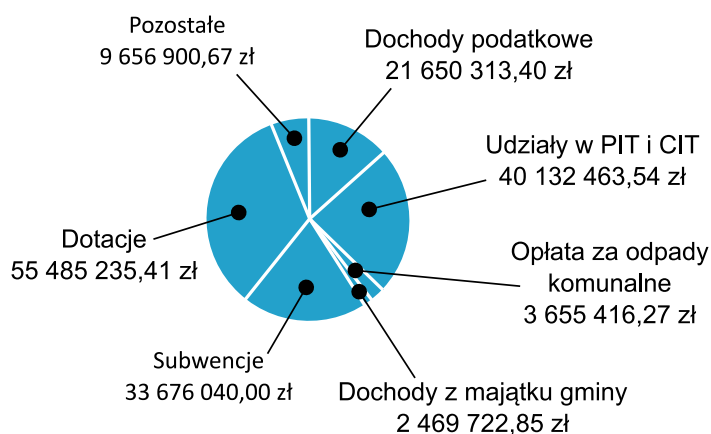 Pozostałe
9 656 900,67 zł
Dochody podatkowe
21 650 313,40 zł
Udziały w PIT i CIT
40 132 463,54 zł
Opłata za odpady
komunalne
3 655 416,27 zł
Dochody z majątku gminy
2 469 722,85 zł
Subwencje
33 676 040,00 zł
Dotacje
55 485 235,41 zł